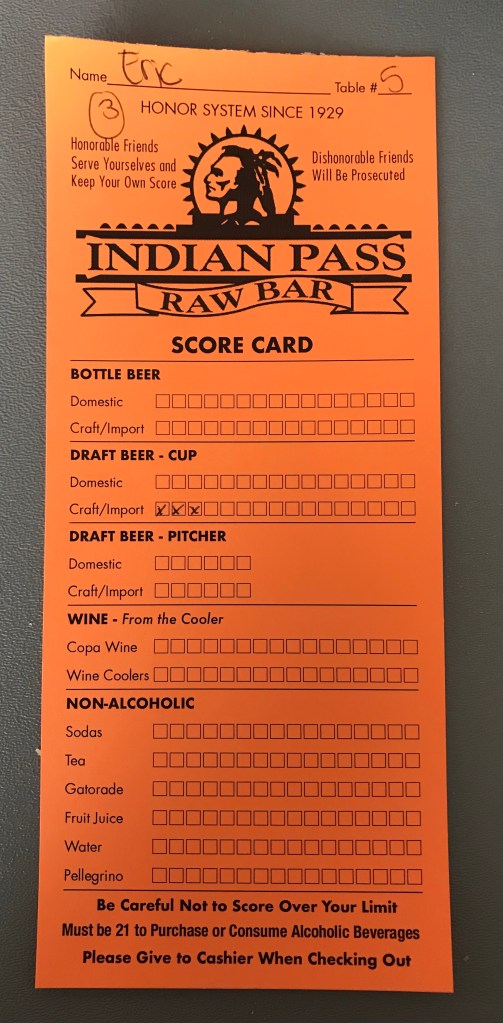 Name Eric Table # 5
3
HONOR SYSTEM SINCE 1929
Honorable Friends
Serve Yourselves and
Keep Your Own Score
Dishonorable Friends
Will Be Prosecuted
INDIAN PASS
RAW BAR
SCORE CARD
BOTTLE BEER
Domestic
Craft/Import
DRAFT BEER - CUP
Domestic
Craft/Import x x x
DRAFT BEER - PITCHER
Domestic
Craft/Import
WINE - From the Cooler
Copa Wine
Wine Coolers
NON-ALCOHOLIC
Sodas
Tea
Gatorade
Fruit Juice
Water
Pellegrino
Be Careful Not to Score Over Your Limit
Must be 21 to Purchase or Consume Alcoholic Beverages
Please Give to Cashier When Checking Out